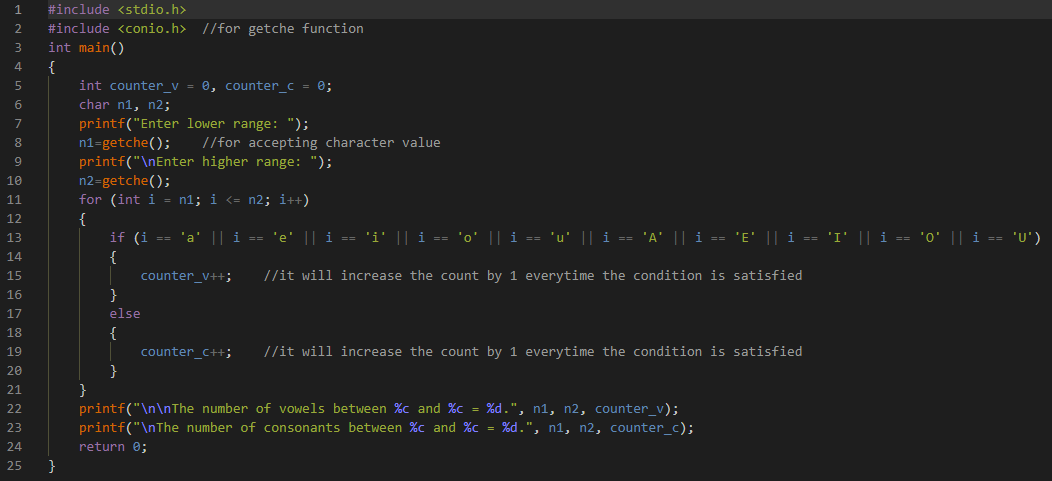 1 #include <stdio.h>
2 #include <conio.h>  //for getche function
3 int main()
4 {
5     int counter_v = 0, counter_c = 0;
6     char n1, n2;
7     printf("Enter lower range: ");
8     n1=getche();    //for accepting character value
9     printf("\nEnter higher range: ");
10     n2=getche();
11     for (int i = n1; i <= n2; i++)
12     {
13         if (i == 'a' || i == 'e' || i == 'i' || i == 'o' || i == 'u' || i == 'A' || i == 'E' || i == 'I' || i == 'O' || i == 'U')
14         {
15             counter_v++;    //it will increase the count by 1 everytime the condition is satisfied
16         }
17         else
18         {
19             counter_c++;    //it will increase the count by 1 everytime the condition is satisfied
20         }
21     }
22     printf("\n\nThe number of vowels between %c and %c = %d.", n1, n2, counter_v);
23     printf("\nThe number of consonants between %c and %c = %d.", n1, n2, counter_c);
24     return 0;
25 }